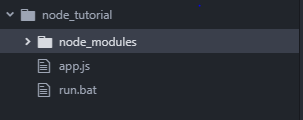 node_tutorial
node_modules
app.js
run.bat